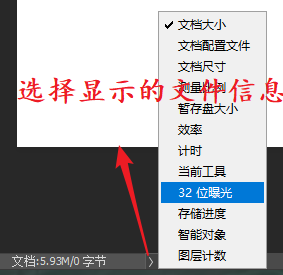 文档大小
文档配置文件
文档尺寸
测量比例
选择显示的文件信息
暂存盘大小
效率
计时
当前工具
32 位曝光
存储进度
智能对象
图层计数
文档:5.93M/0 字节